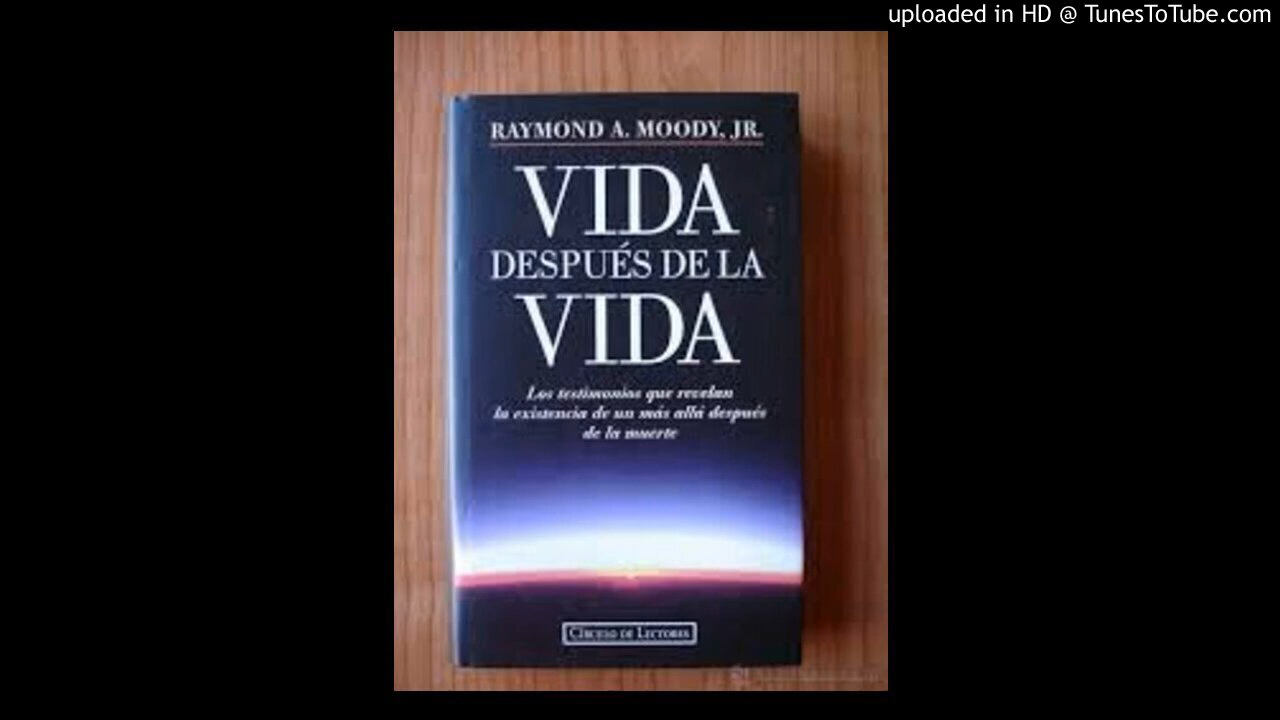 uploaded in HD @ TunesToTube.com
RAYMOND A. MOODY, JR.
VIDA
DESPUÉS DE LA
VIDA
Los testimonios que revelan
la existencia de un más allá después
de la muerte
CÍRCULO DE LECTORES